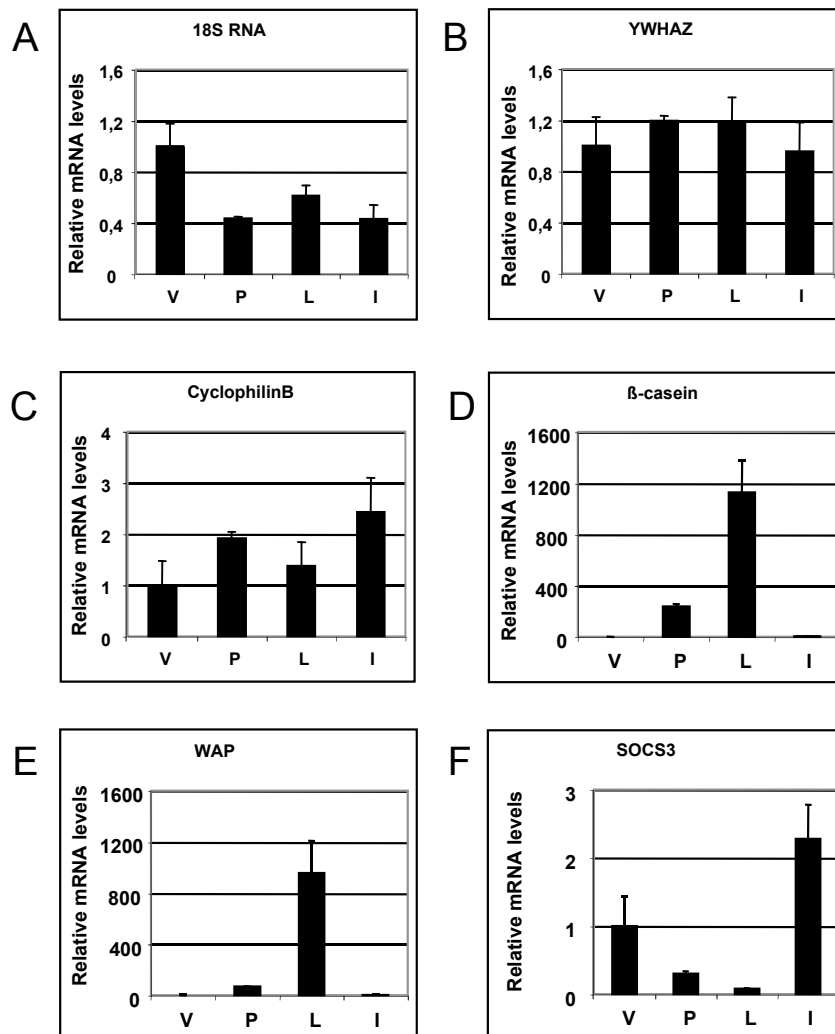 A
18S RNA
Relative mRNA levels
1,6
1,2
0,8
0,4
0
V P L I
B
YWHAZ
Relative mRNA levels
1,6
1,2
0,8
0,4
0
V P L I
C
CyclophilinB
Relative mRNA levels
4
3
2
1
0
V P L I
D
ß-casein
Relative mRNA levels
1600
1200
800
400
0
V P L I
E
WAP
Relative mRNA levels
1600
1200
800
400
0
V P L I
F
SOCS3
Relative mRNA levels
3
2
1
0
V P L I